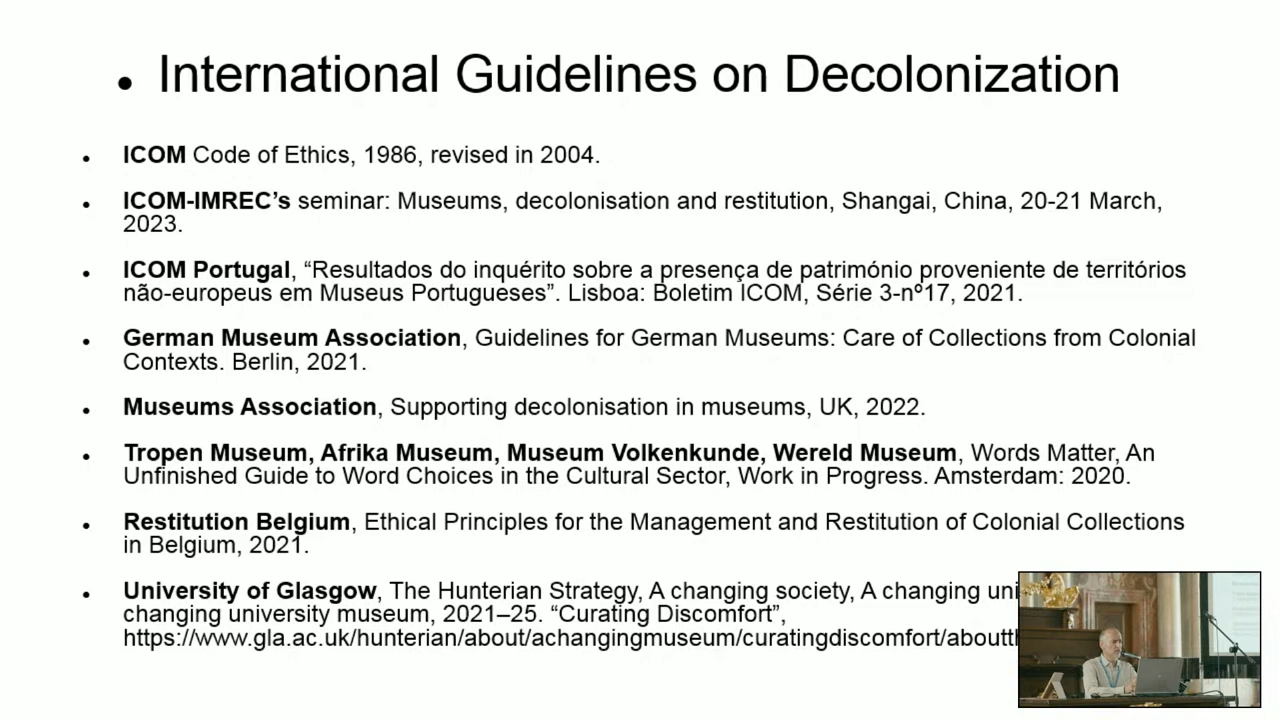 • International Guidelines on Decolonization
• ICOM Code of Ethics, 1986, revised in 2004.
• ICOM-IMREC’s seminar: Museums, decolonisation and restitution, Shangai, China, 20-21 March,
2023.
• ICOM Portugal, “Resultados do inquérito sobre a presença de património proveniente de territórios
não-europeus em Museus Portugueses”. Lisboa: Boletim ICOM, Série 3-nº17, 2021.
• German Museum Association, Guidelines for German Museums: Care of Collections from Colonial
Contexts. Berlin, 2021.
• Museums Association, Supporting decolonisation in museums, UK, 2022.
• Tropen Museum, Afrika Museum, Museum Volkenkunde, Wereld Museum, Words Matter, An
Unfinished Guide to Word Choices in the Cultural Sector, Work in Progress. Amsterdam: 2020.
• Restitution Belgium, Ethical Principles for the Management and Restitution of Colonial Collections
in Belgium, 2021.
• University of Glasgow, The Hunterian Strategy, A changing society, A changing uni
changing university museum, 2021–25. “Curating Discomfort”,
https://www.gla.ac.uk/hunterian/about/achangingmuseum/curatingdiscomfort/aboutth